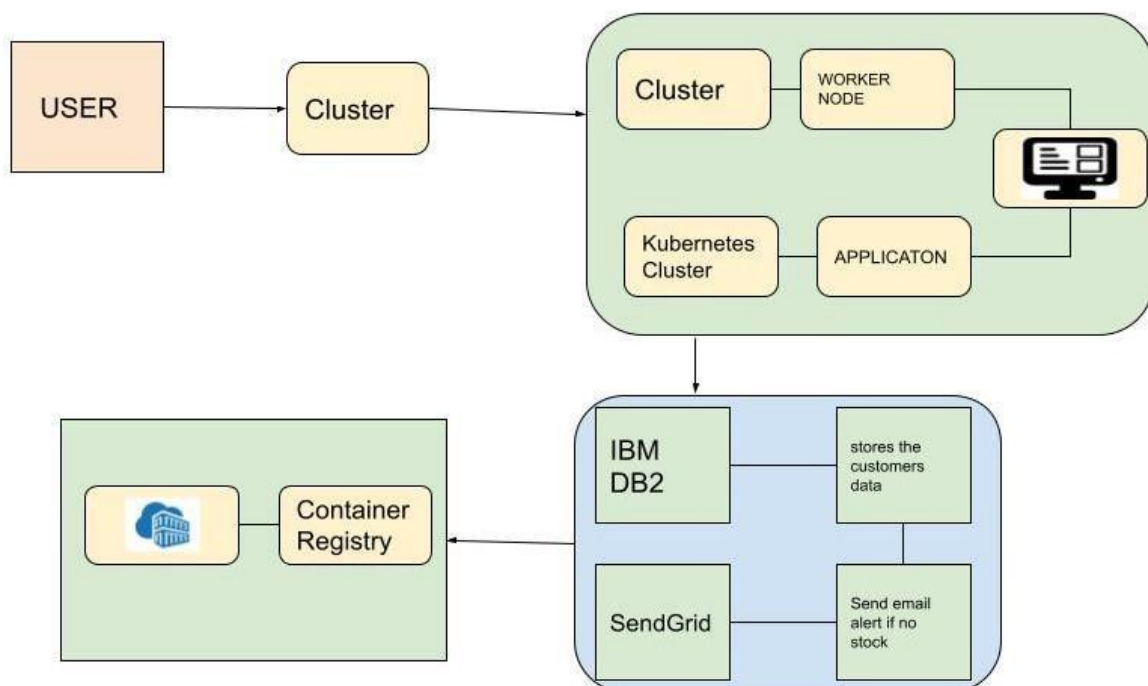 USER
Cluster
Cluster
WORKER
NODE
Kubernetes
Cluster
APPLICATON
IBM
DB2
stores the
customers
data
Container
Registry
SendGrid
Send email
alert if no
stock